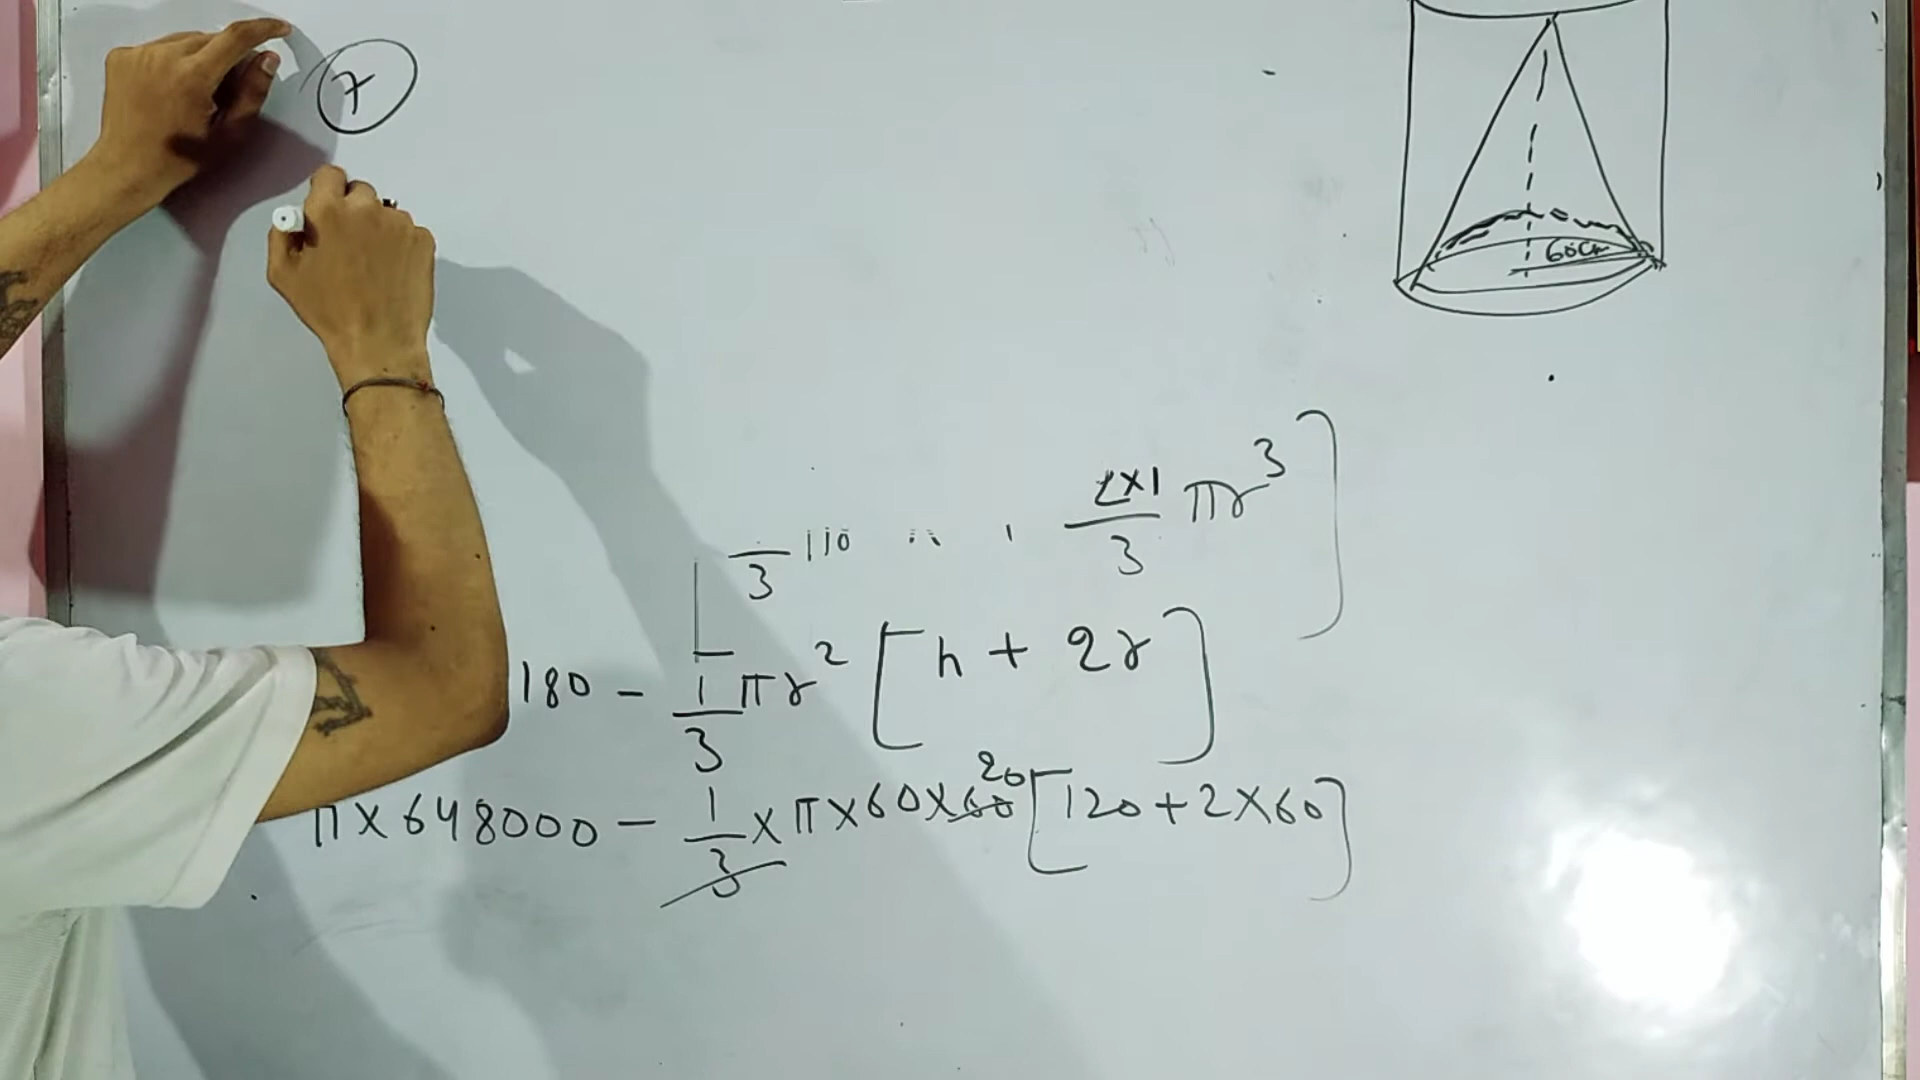 7
60cm
2×1/3 πr³ ]
180 - 1/3 πr² [h + 2r]
π×648000 - 1/3 × π×60×60 20 [120+2×60]